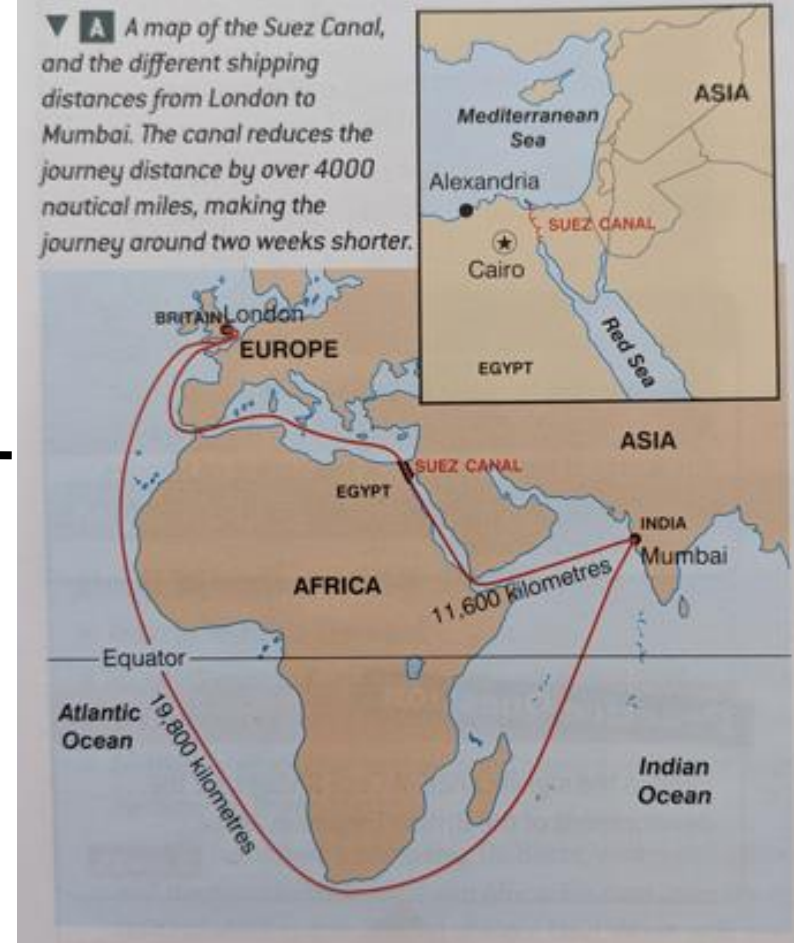 ▼ A A map of the Suez Canal,
and the different shipping
distances from London to
Mumbai. The canal reduces the
journey distance by over 4000
nautical miles, making the
journey around two weeks shorter.
ASIA
Mediterranean
Sea
Alexandria
SUEZ CANAL
Cairo
Red Sea
EGYPT
BRITAIN London
EUROPE
ASIA
SUEZ CANAL
EGYPT
INDIA
Mumbai
AFRICA
11,600 kilometres
Equator
Atlantic
Ocean
19,800 kilometres
Indian
Ocean